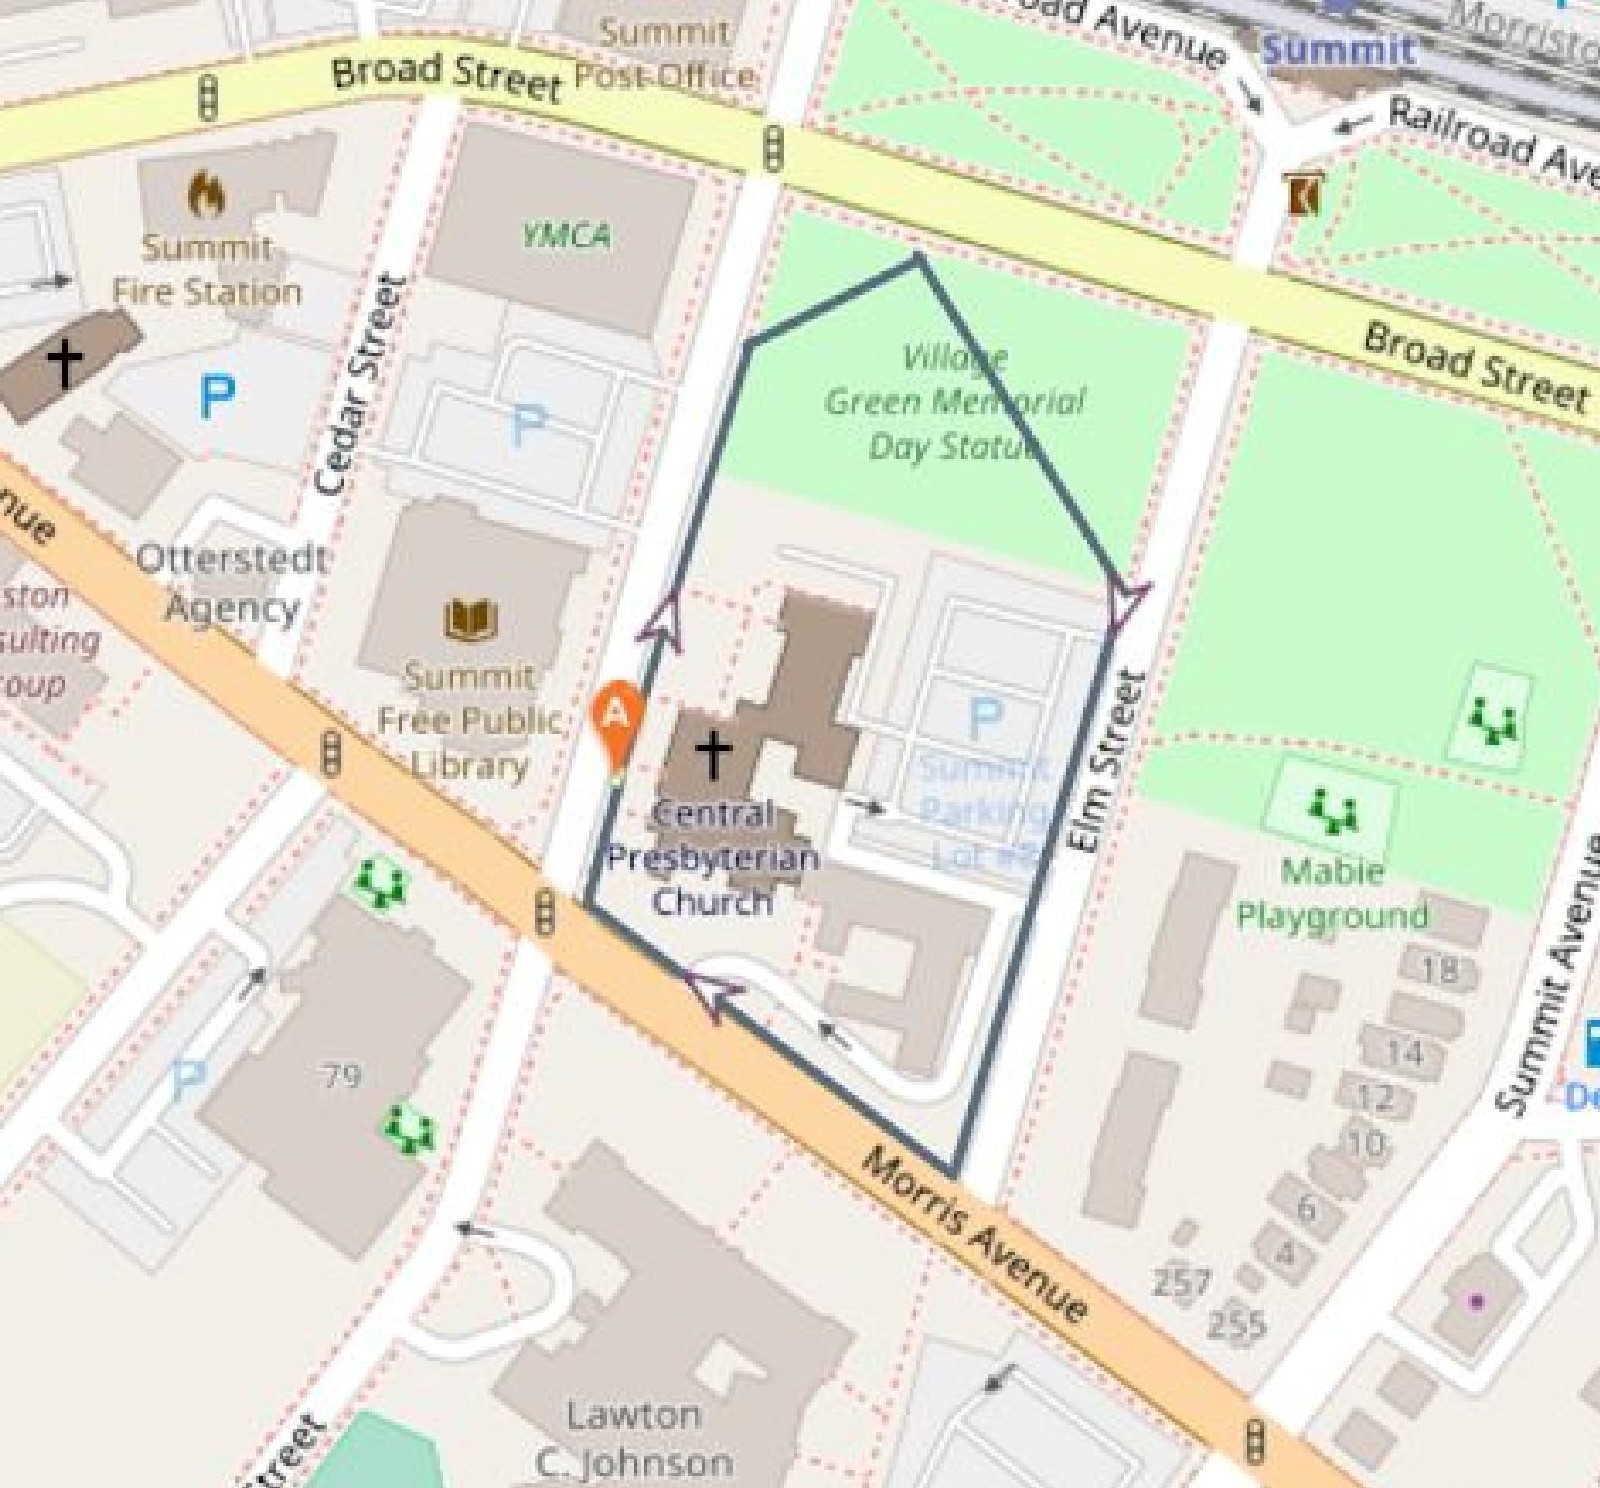 Summit
Post Office
Broad Street
oad Avenue
Summit
Morristo
Railroad Ave
Summit
Fire Station
YMCA
P
P
Cedar Street
Village
Green Memorial
Day Statue
Broad Street
nue
Otterstedt
Agency
ston
sulting
roup
Summit
Free Public
Library
A
Central
Presbyterian
Church
P
Summit
Parking
Lot #8
Elm Street
Mabie
Playground
18
14
12
10
6
4
257
255
Summit Avenue
De
P
79
Morris Avenue
Lawton
C. Johnson
Street